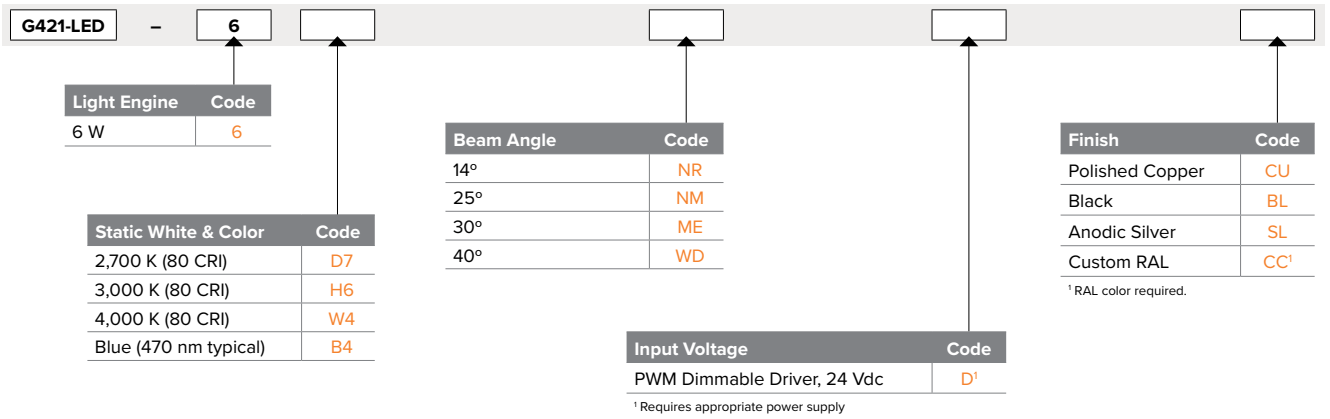 G421-LED – 6
Light Engine Code
6 W 6
Static White & Color Code
2,700 K (80 CRI) D7
3,000 K (80 CRI) H6
4,000 K (80 CRI) W4
Blue (470 nm typical) B4
Beam Angle Code
14º NR
25º NM
30º ME
40º WD
Input Voltage Code
PWM Dimmable Driver, 24 Vdc D¹
¹ Requires appropriate power supply
Finish Code
Polished Copper CU
Black BL
Anodic Silver SL
Custom RAL CC¹
¹ RAL color required.